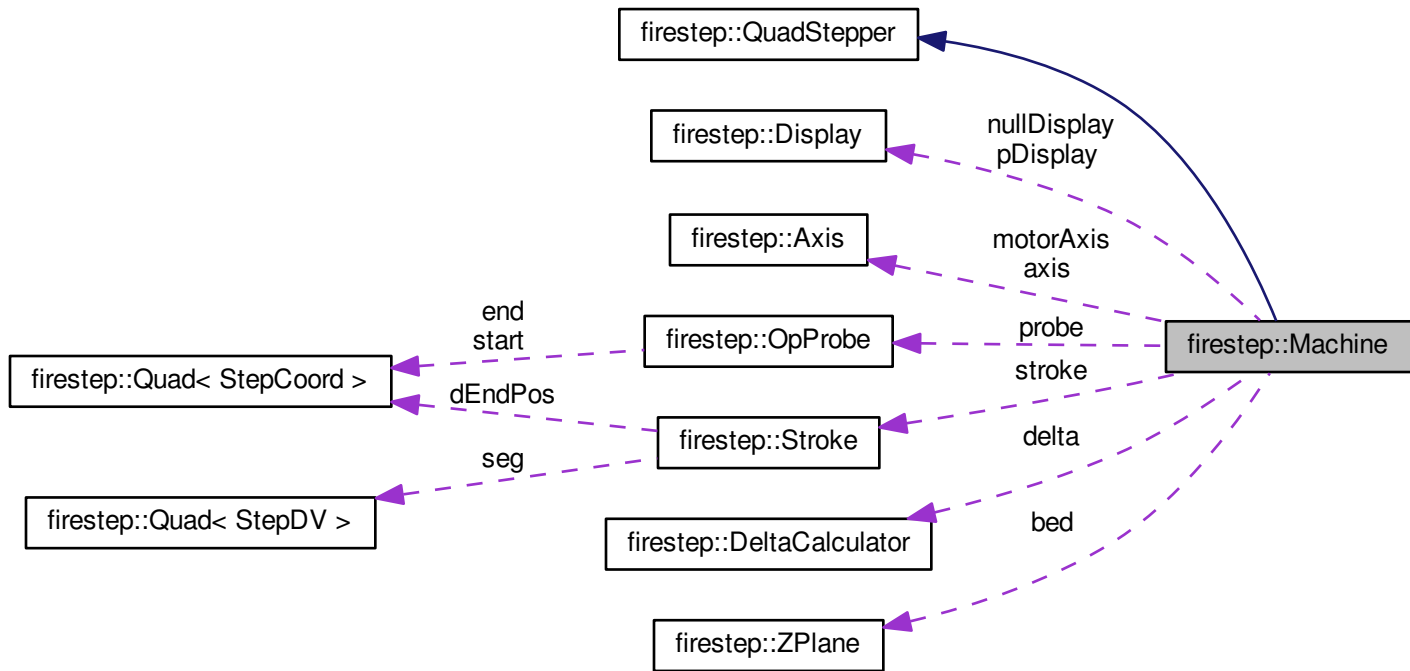 firestep::QuadStepper
firestep::Display
nullDisplay
pDisplay
firestep::Axis
motorAxis
axis
end
start
firestep::OpProbe
probe
firestep::Machine
firestep::Quad< StepCoord >
stroke
dEndPos
firestep::Stroke
delta
seg
firestep::Quad< StepDV >
firestep::DeltaCalculator
bed
firestep::ZPlane